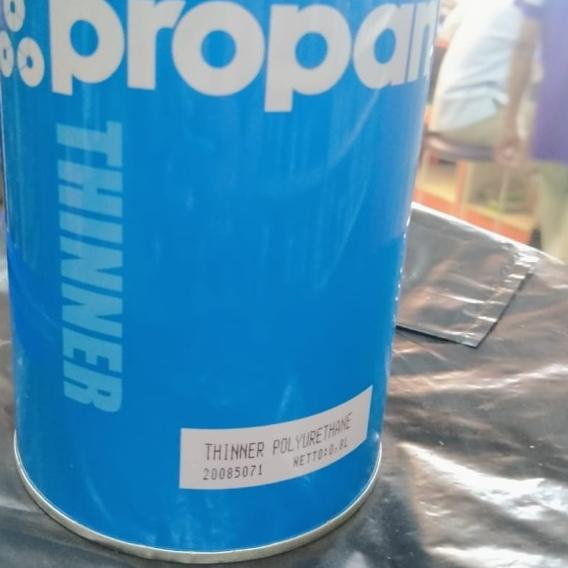 propan
THINNER
THINNER POLYURETHANE
20085071 NETTO:0,8L